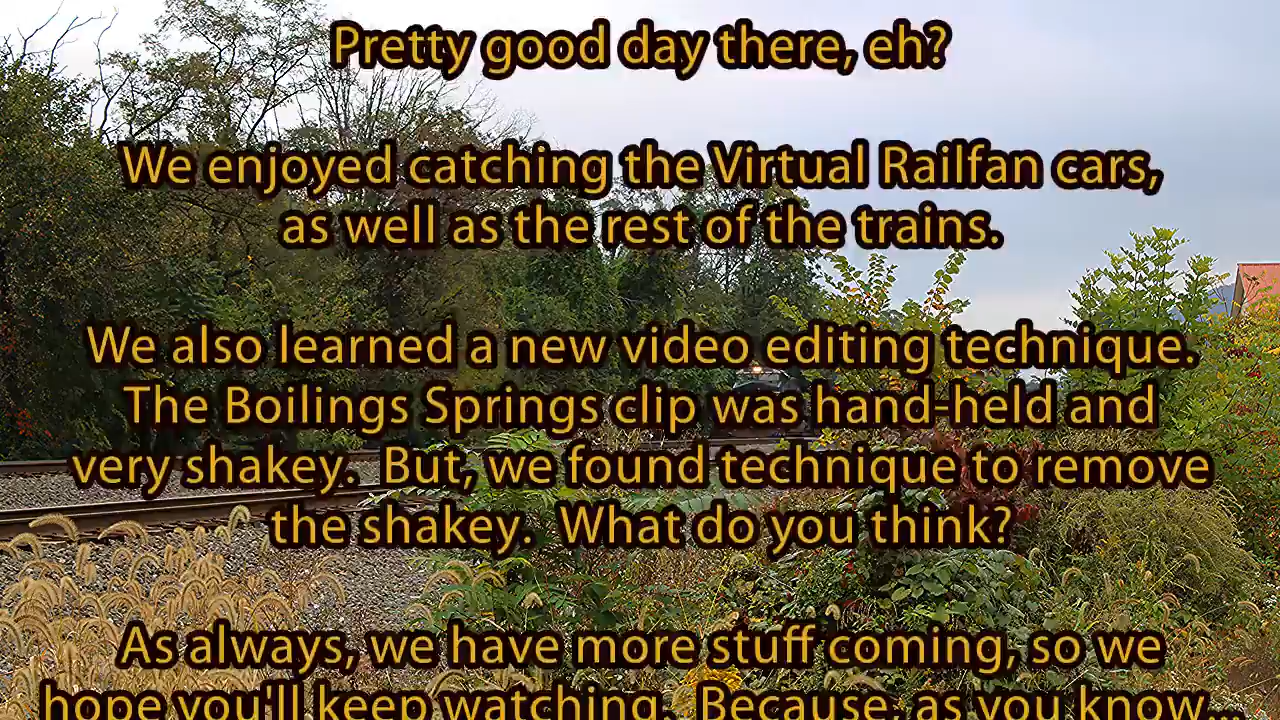 Pretty good day there, eh?
We enjoyed catching the Virtual Railfan cars,
as well as the rest of the trains.
We also learned a new video editing technique.
The Boilings Springs clip was hand-held and
very shakey.  But, we found technique to remove
the shakey.  What do you think?
As always, we have more stuff coming, so we
hope you'll keep watching.  Because, as you know...